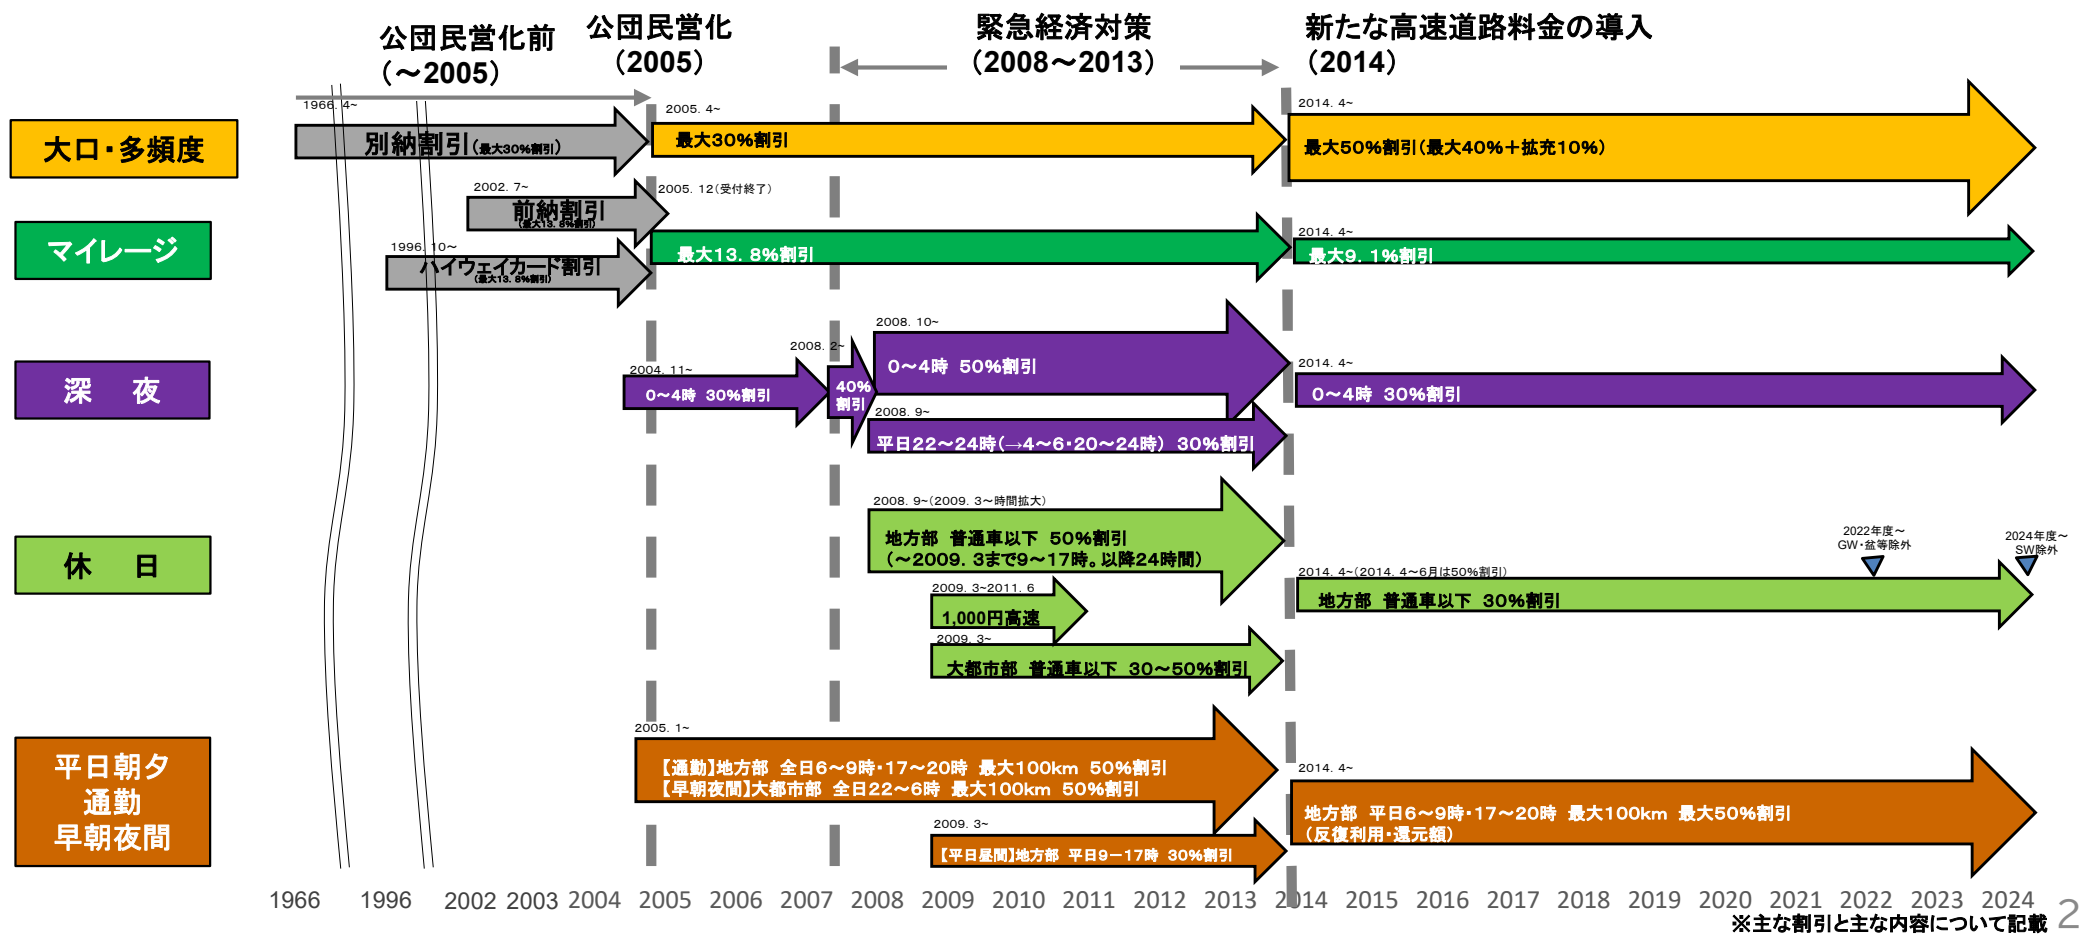 公団民営化前
（～2005）
公団民営化
（2005）
緊急経済対策
（2008～2013）
新たな高速道路料金の導入
（2014）
大口・多頻度
1966. 4~
別納割引（最大30%割引）
2005. 4~
最大30%割引
2014. 4~
最大50%割引（最大40%＋拡充10%）
マイレージ
2002. 7~
前納割引
（最大13. 8%割引）
2005. 12（受付終了）
1996. 10～
ハイウェイカード割引
（最大13. 8%割引）
最大13. 8%割引
2014. 4~
最大9. 1%割引
深　夜
2004. 11~
0～4時 30%割引
2008. 2~
40%
割引
2008. 10~
0～4時 50%割引
2008. 9~
平日22～24時（→4～6・20～24時） 30%割引
2014. 4~
0～4時 30%割引
休　日
2008. 9~（2009. 3～時間拡大）
地方部 普通車以下 50%割引
（～2009. 3まで9～17時。以降24時間）
2009. 3~2011. 6
1,000円高速
2009. 3~
大都市部 普通車以下 30～50%割引
2014. 4~（2014. 4～6月は50%割引）
地方部 普通車以下 30%割引
2022年度～
GW・盆等除外
2024年度～
SW除外
平日朝夕
通勤
早朝夜間
2005. 1~
【通勤】地方部 全日6～9時・17～20時 最大100km 50%割引
【早朝夜間】大都市部 全日22～6時 最大100km 50%割引
2009. 3~
【平日昼間】地方部 平日9－17時 30%割引
2014. 4~
地方部 平日6～9時・17～20時 最大100km 最大50%割引
（反復利用・還元額）
1966 1996 2002 2003 2004 2005 2006 2007 2008 2009 2010 2011 2012 2013 2014 2015 2016 2017 2018 2019 2020 2021 2022 2023 2024
※主な割引と主な内容について記載
2